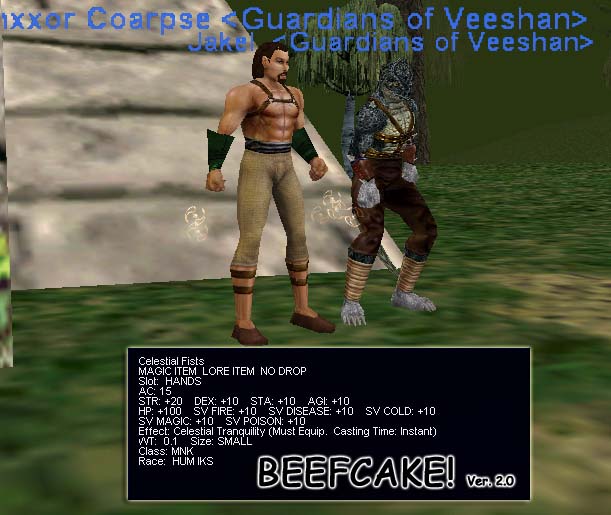 xxor Coarpse <Guardians of Veeshan>
Jakel <Guardians of Veeshan>
Celestial Fists
MAGIC ITEM LORE ITEM NO DROP
Slot: HANDS
AC: 15
STR: +20 DEX: +10 STA: +10 AGI: +10
HP: +100 SV FIRE: +10 SV DISEASE: +10 SV COLD: +10
SV MAGIC: +10 SV POISON: +10
Effect: Celestial Tranquility (Must Equip. Casting Time: Instant)
WT: 0.1 Size: SMALL
Class: MNK
Race: HUM IKS
BEEFCAKE! Ver. 2.0